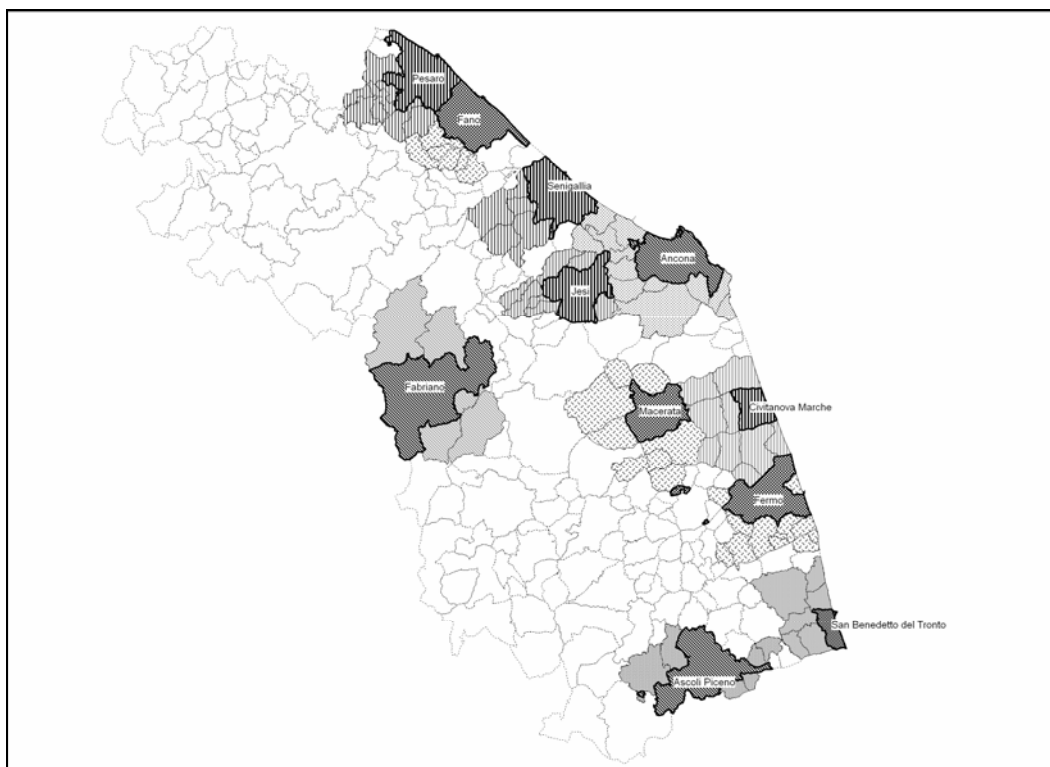 Pesaro
Fano
Senigallia
Ancona
Jesi
Fabriano
Macerata
Civitanova Marche
Fermo
San Benedetto del Tronto
Ascoli Piceno